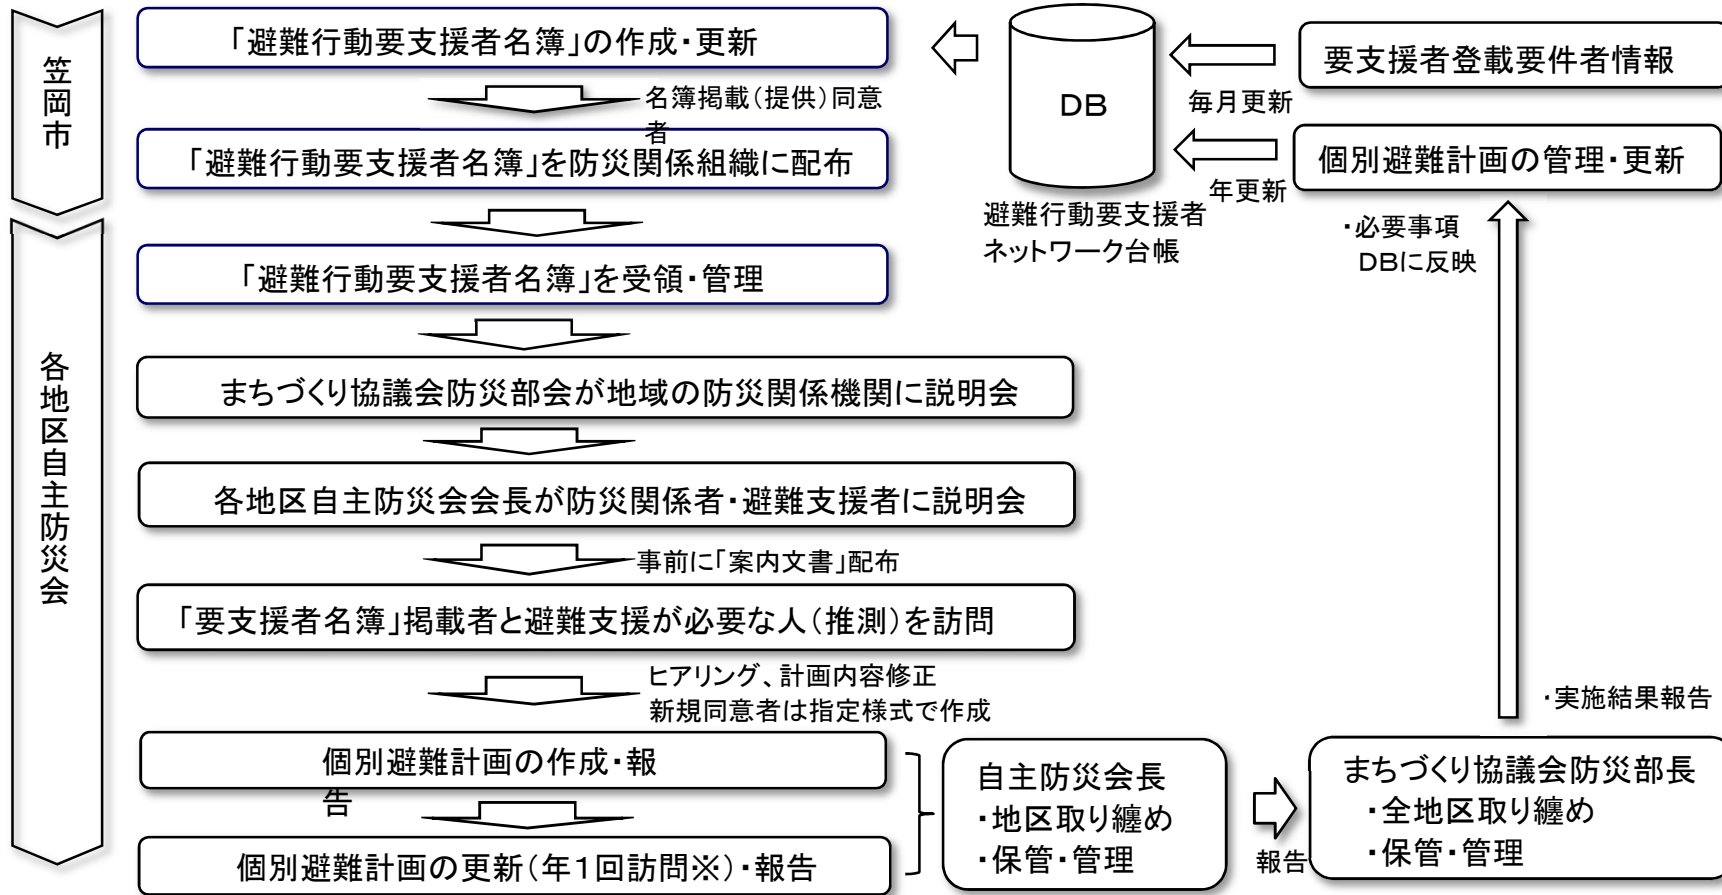 笠岡市
「避難行動要支援者名簿」の作成・更新
名簿掲載（提供）同意
者
「避難行動要支援者名簿」を防災関係組織に配布
DB
避難行動要支援者
ネットワーク台帳
毎月更新
年更新
要支援者登載要件者情報
個別避難計画の管理・更新
・必要事項
DBに反映
各地区自主防災会
「避難行動要支援者名簿」を受領・管理
まちづくり協議会防災部会が地域の防災関係機関に説明会
各地区自主防災会会長が防災関係者・避難支援者に説明会
事前に「案内文書」配布
「要支援者名簿」掲載者と避難支援が必要な人（推測）を訪問
ヒアリング、計画内容修正
新規同意者は指定様式で作成
個別避難計画の作成・報
告
個別避難計画の更新（年１回訪問※）・報告
自主防災会長
・地区取り纏め
・保管・管理
報告
まちづくり協議会防災部長
・全地区取り纏め
・保管・管理
・実施結果報告